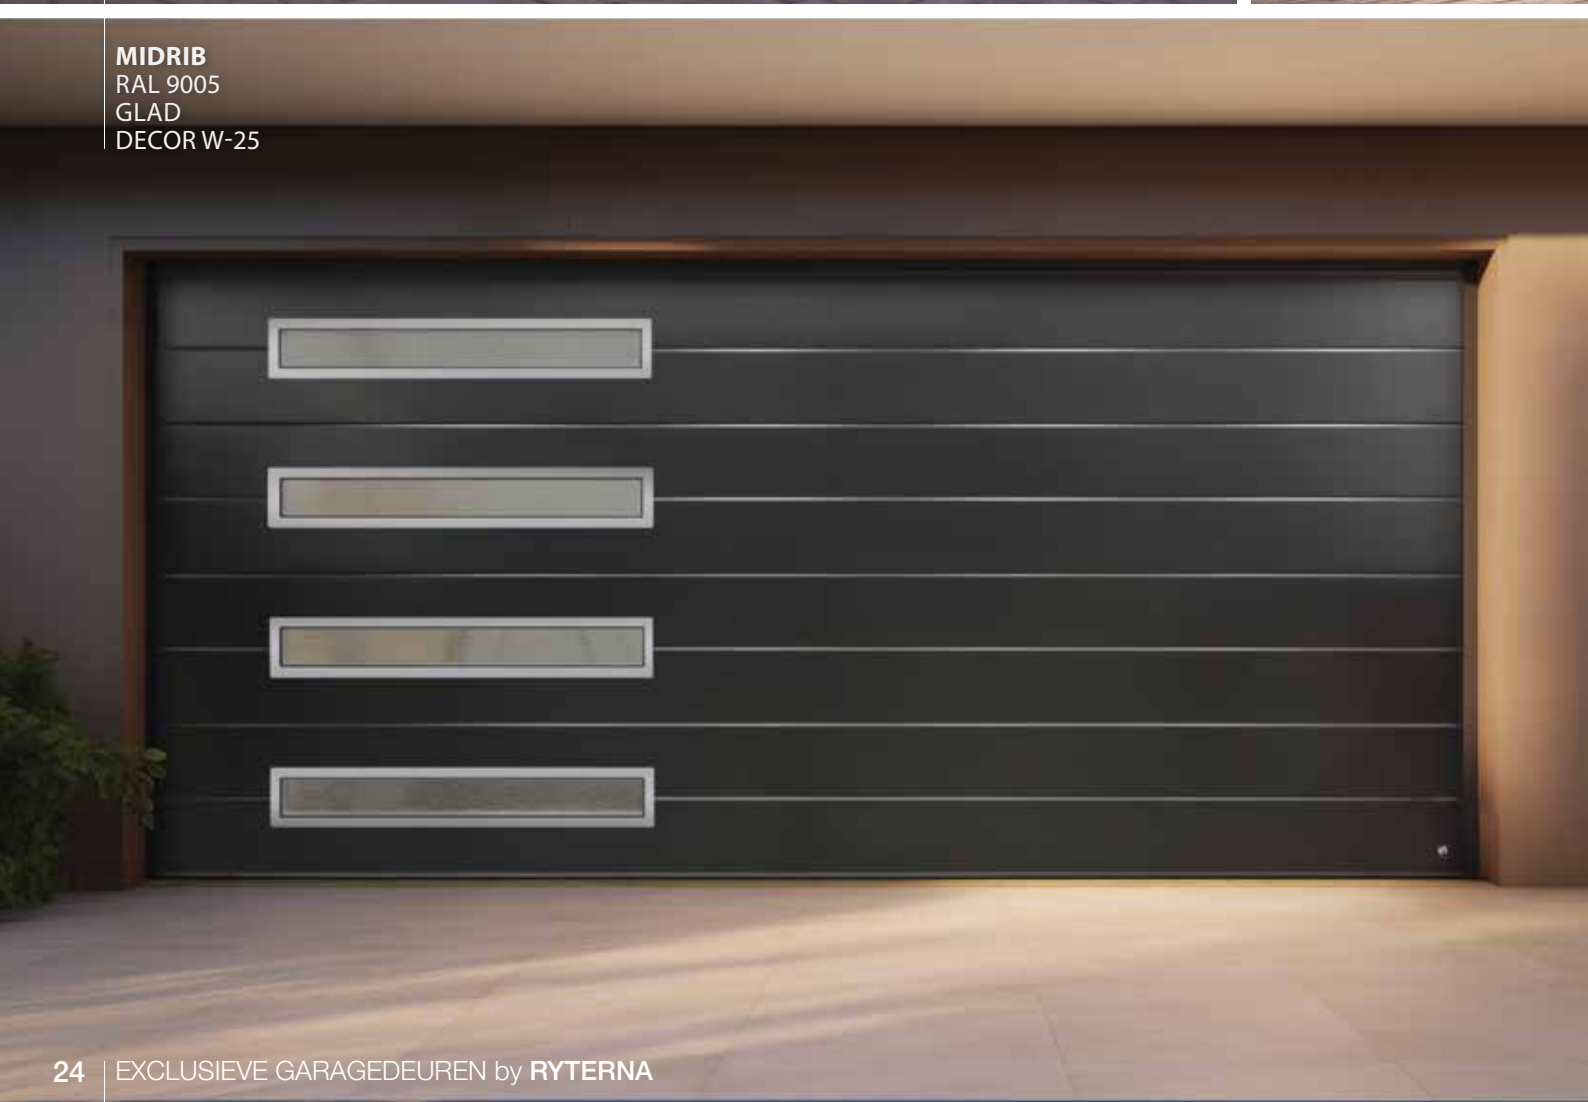 MIDRIB
RAL 9005
GLAD
DECOR W-25
24 EXCLUSIEVE GARAGEDEUREN by RYTERNA